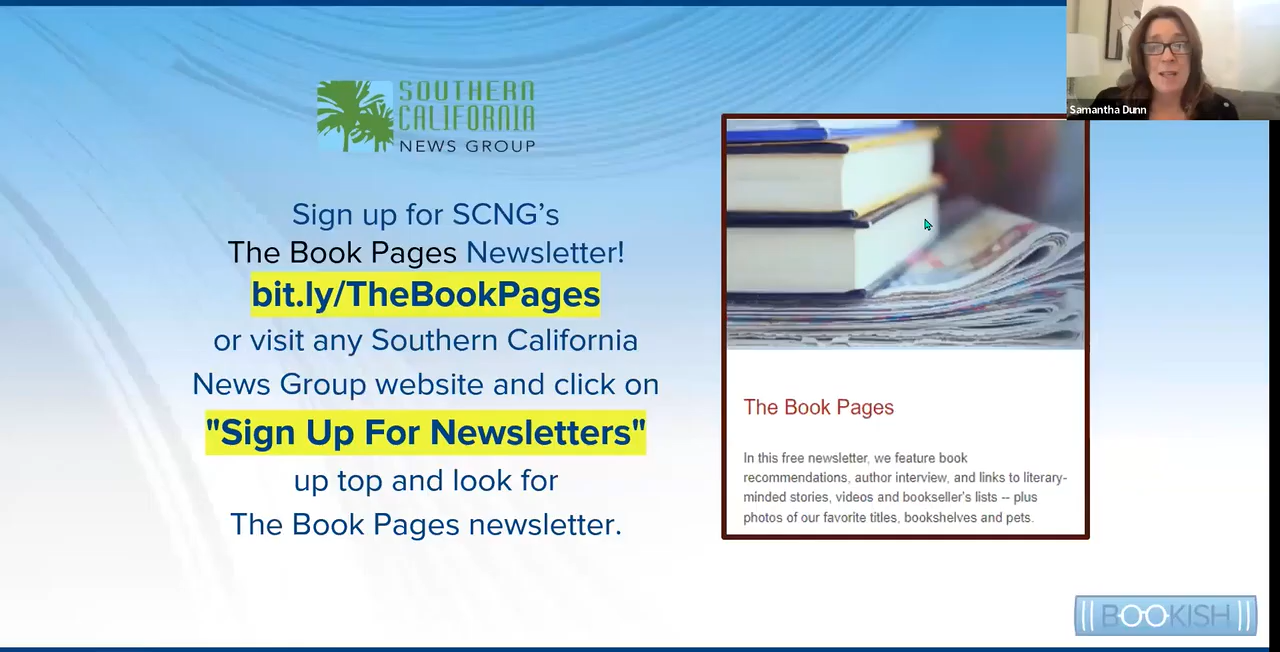 Samantha Dunn
SOUTHERN
CALIFORNIA
NEWS GROUP
Sign up for SCNG’s
The Book Pages Newsletter!
bit.ly/TheBookPages
or visit any Southern California
News Group website and click on
"Sign Up For Newsletters"
up top and look for
The Book Pages newsletter.
The Book Pages
In this free newsletter, we feature book
recommendations, author interview, and links to literary-
minded stories, videos and bookseller's lists -- plus
photos of our favorite titles, bookshelves and pets.
BOOKISH